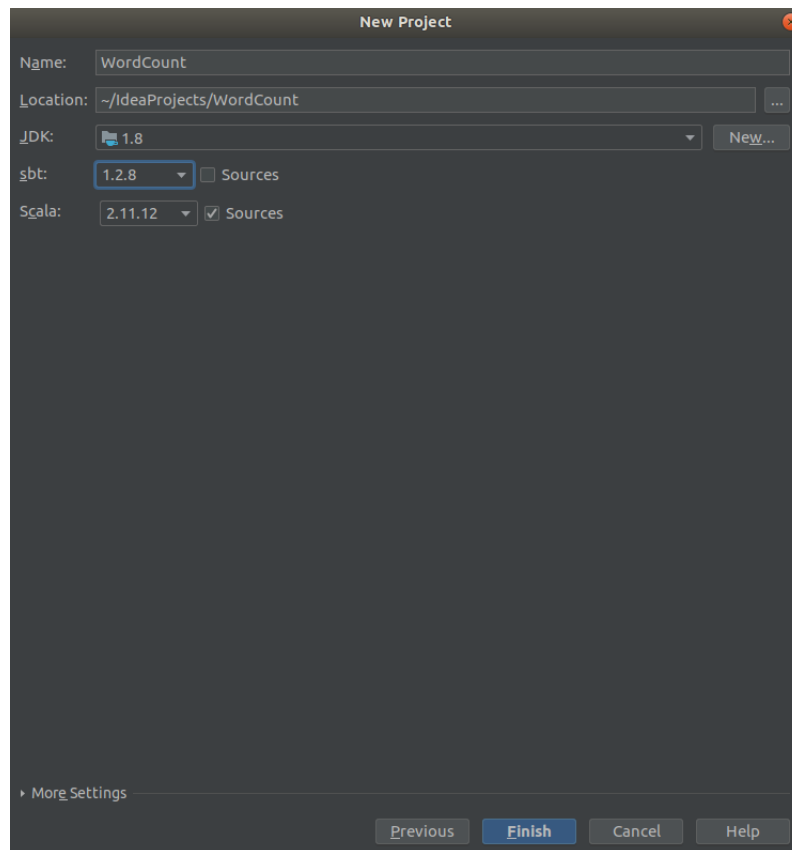 New Project
Name: WordCount
Location: ~/IdeaProjects/WordCount ...
JDK: 1.8 New...
sbt: 1.2.8 Sources
Scala: 2.11.12 Sources
More Settings
Previous Finish Cancel Help